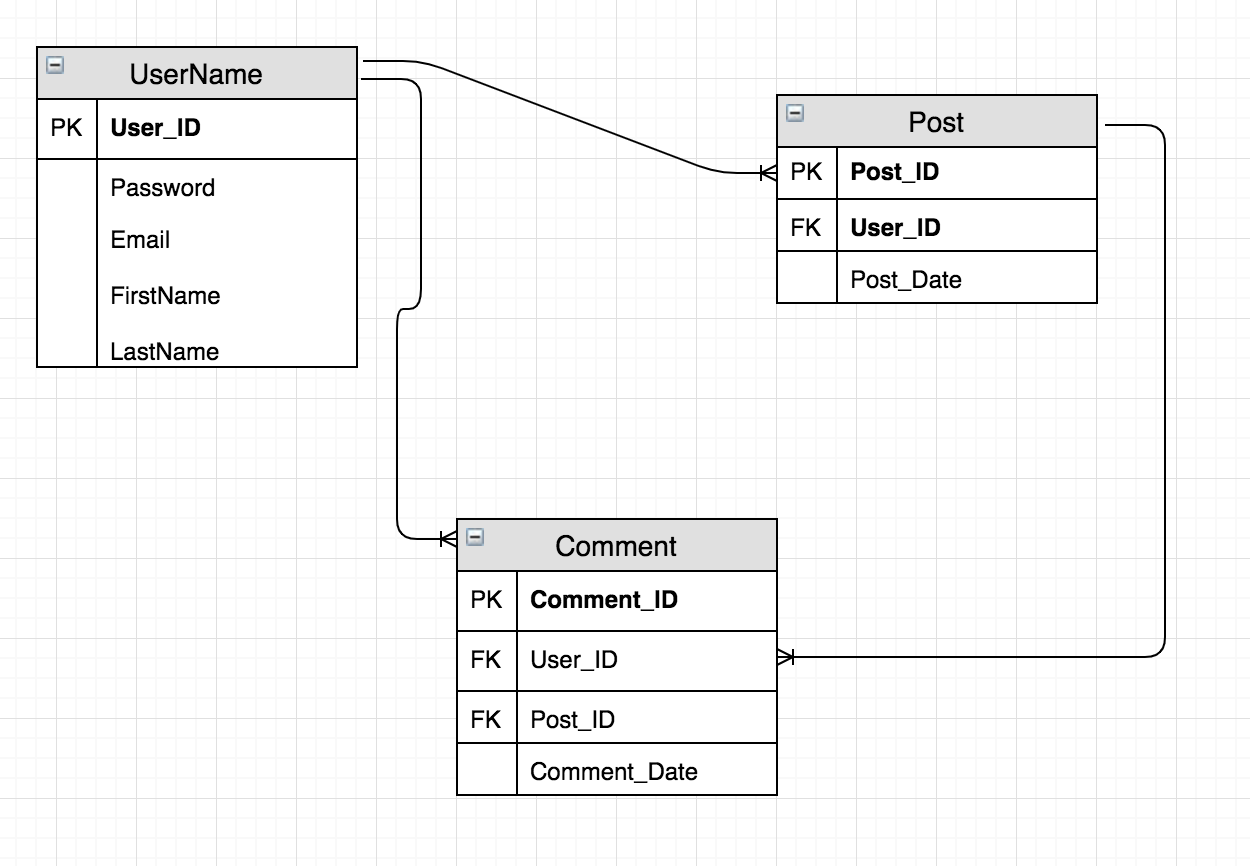 UserName
PK User_ID
Password
Email
FirstName
LastName
Post
PK Post_ID
FK User_ID
Post_Date
Comment
PK Comment_ID
FK User_ID
FK Post_ID
Comment_Date